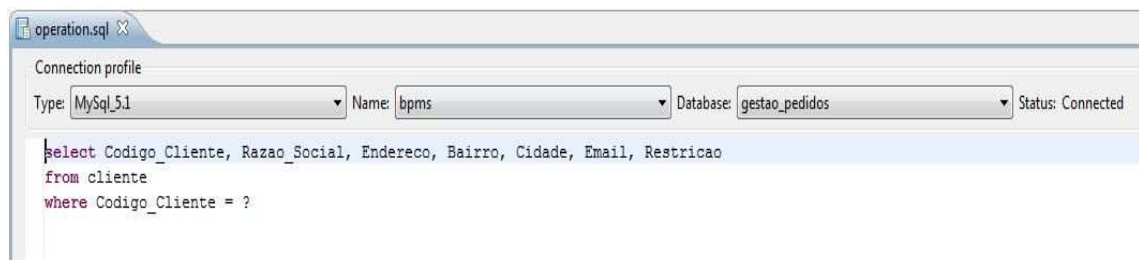 operation.sql
Connection profile
Type: MySql_5.1 Name: bpms Database: gestao_pedidos Status: Connected
select Codigo_Cliente, Razao_Social, Endereco, Bairro, Cidade, Email, Restricao
from cliente
where Codigo_Cliente = ?